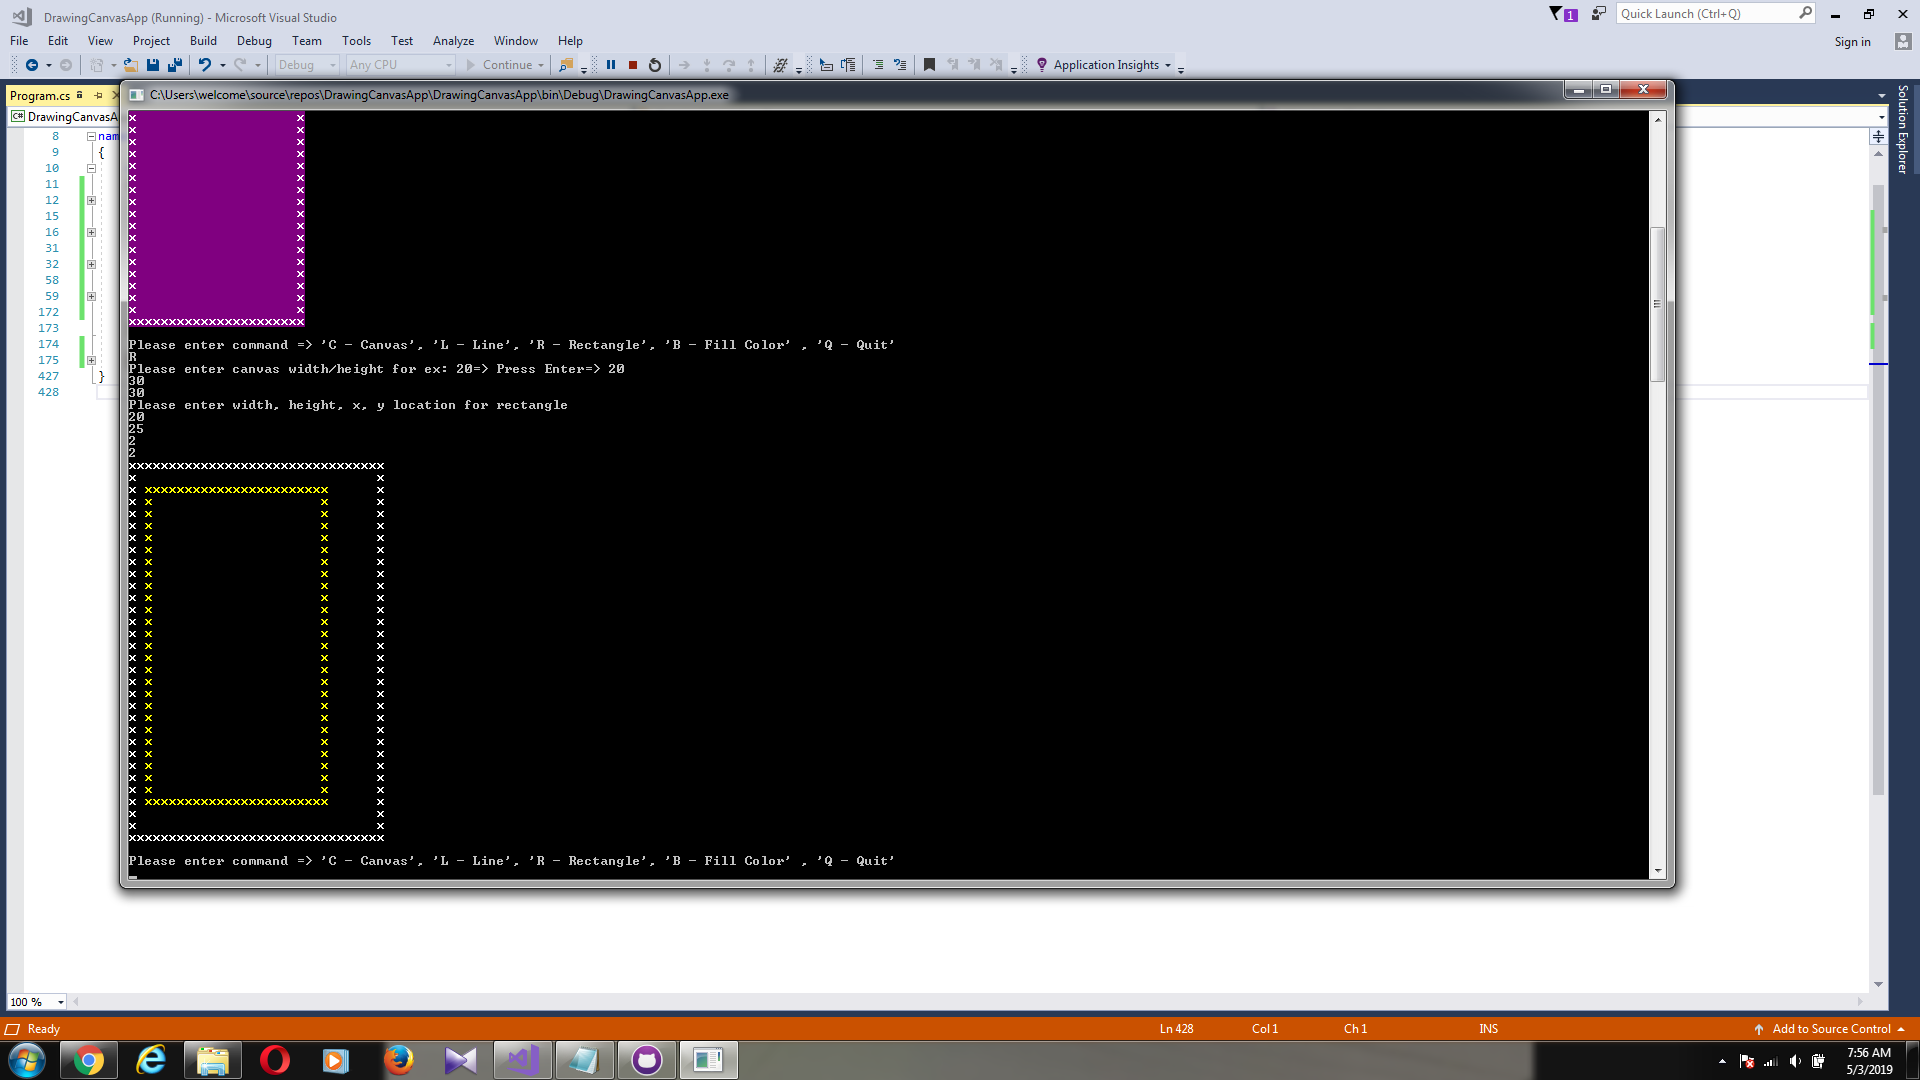 DrawingCanvasApp (Running) - Microsoft Visual Studio
1
Quick Launch (Ctrl+Q)
File Edit View Project Build Debug Team Tools Test Analyze Window Help
Sign in
Debug Any CPU Continue Application Insights
Program.cs
C:\Users\welcome\source\repos\DrawingCanvasApp\DrawingCanvasApp\bin\Debug\DrawingCanvasApp.exe
Solution Explorer
C# DrawingCanvasA
8 nam
9 {
10
11
12
15
16
31
32
58
59
172
173
174
175
427 }
428
Please enter command => 'C - Canvas', 'L - Line', 'R - Rectangle', 'B - Fill Color' , 'Q - Quit'
R
Please enter canvas width/height for ex: 20=> Press Enter=> 20
30
30
Please enter width, height, x, y location for rectangle
20
25
2
2
Please enter command => 'C - Canvas', 'L - Line', 'R - Rectangle', 'B - Fill Color' , 'Q - Quit'
100 %
Ready Ln 428 Col 1 Ch 1 INS Add to Source Control
7:56 AM
5/3/2019